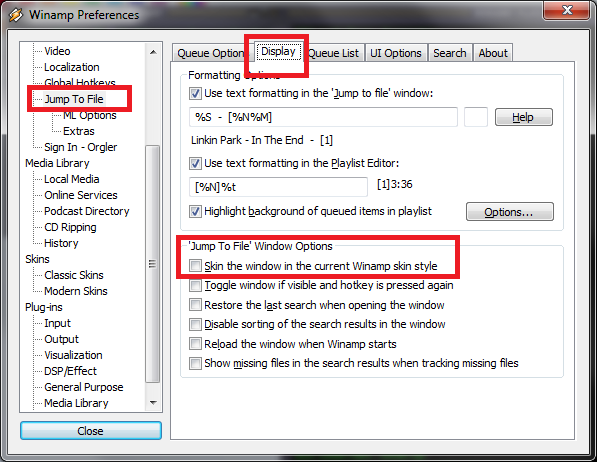 Winamp Preferences
Video
Localization
Global Hotkeys
Jump To File
ML Options
Extras
Sign In - Orgler
Media Library
Local Media
Online Services
Podcast Directory
CD Ripping
History
Skins
Classic Skins
Modern Skins
Plug-ins
Input
Output
Visualization
DSP/Effect
General Purpose
Media Library
Close
Queue Option Display Queue List UI Options Search About
Formatting Options
Use text formatting in the 'Jump to file' window:
%S - [%N%M] Help
Linkin Park - In The End - [1]
Use text formatting in the Playlist Editor:
[%N]%t [1]3:36
Highlight background of queued items in playlist Options...
'Jump To File' Window Options
Skin the window in the current Winamp skin style
Toggle window if visible and hotkey is pressed again
Restore the last search when opening the window
Disable sorting of the search results in the window
Reload the window when Winamp starts
Show missing files in the search results when tracking missing files